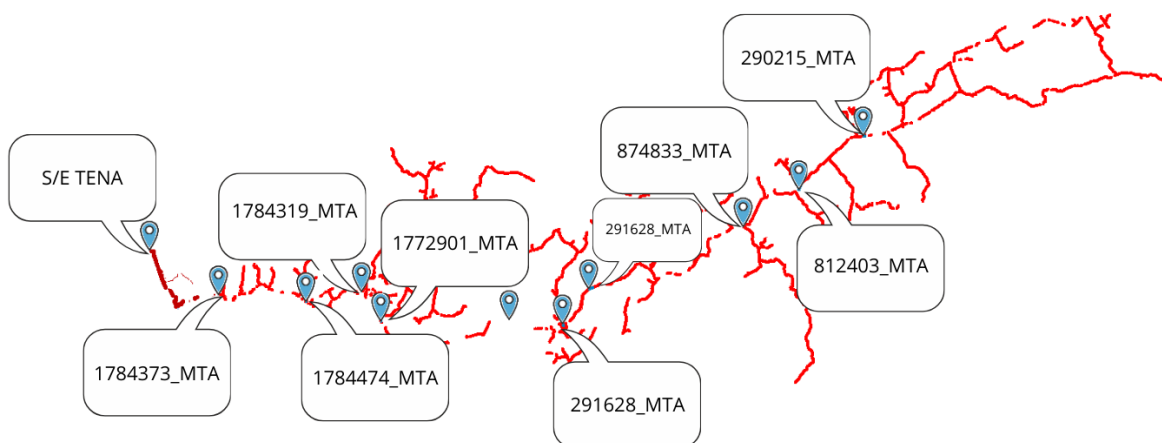 290215_MTA
874833_MTA
S/E TENA
1784319_MTA
291628_MTA
1772901_MTA
812403_MTA
1784373_MTA
1784474_MTA
291628_MTA